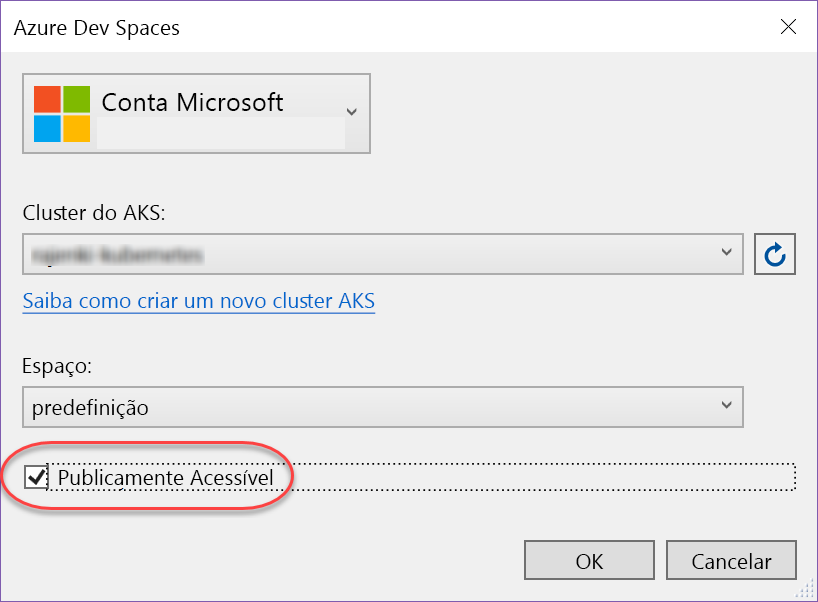 Azure Dev Spaces
Conta Microsoft
Cluster do AKS:
Saiba como criar um novo cluster AKS
Espaço:
predefinição
Publicamente Acessível
OK
Cancelar